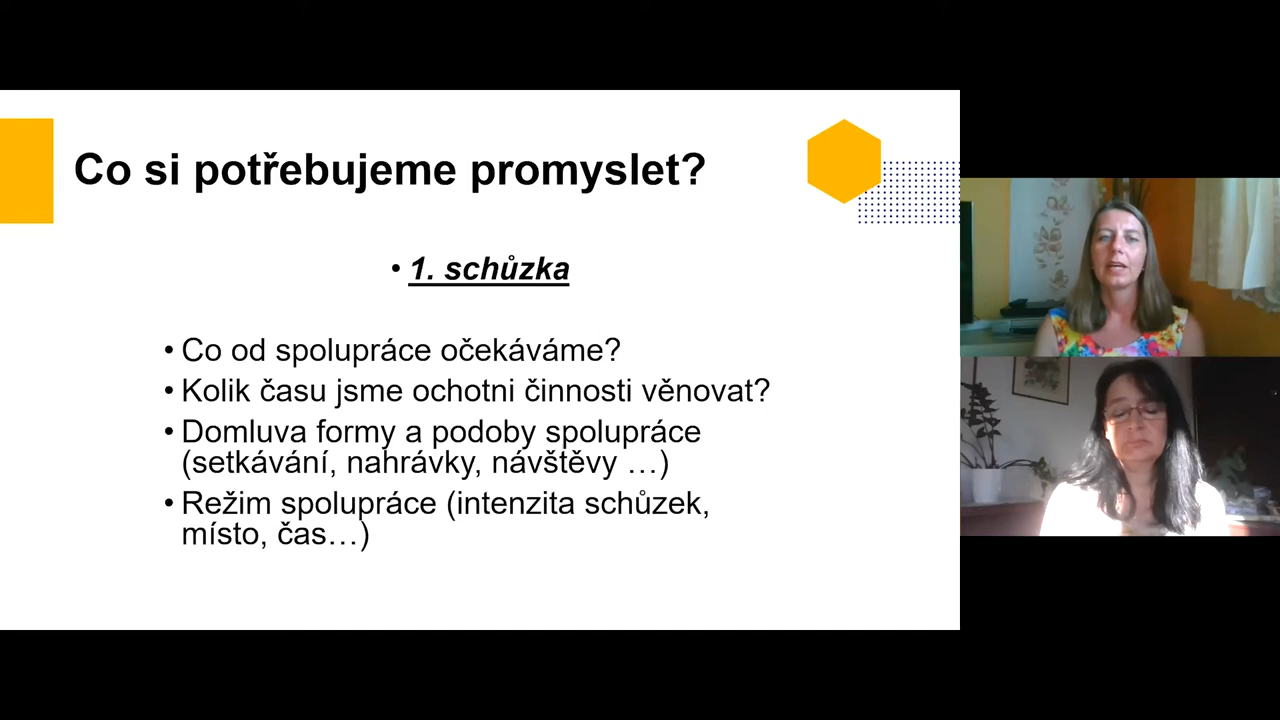 Co si potřebujeme promyslet?
• 1. schůzka
• Co od spolupráce očekáváme?
• Kolik času jsme ochotni činnosti věnovat?
• Domluva formy a podoby spolupráce
(setkávání, nahrávky, návštěvy …)
• Režim spolupráce (intenzita schůzek,
místo, čas…)